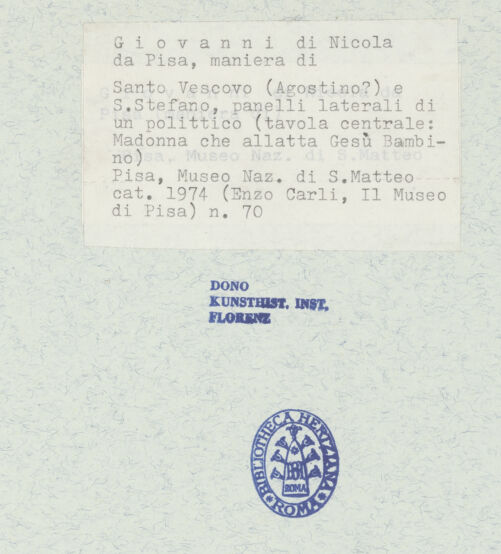 G i o v a n n i  di Nicola
da Pisa, maniera di
Santo Vescovo (Agostino?) e
S.Stefano, panelli laterali di
un polittico (tavola centrale:
Madonna che allatta Gesù Bambi-
no)
Pisa, Museo Naz. di S.Matteo
cat. 1974 (Enzo Carli, Il Museo
di Pisa) n. 70
DONO
KUNSTHIST. INST.
FLORENZ
BIBLIOTHECA HERTZIANA
ROMA
ROMA